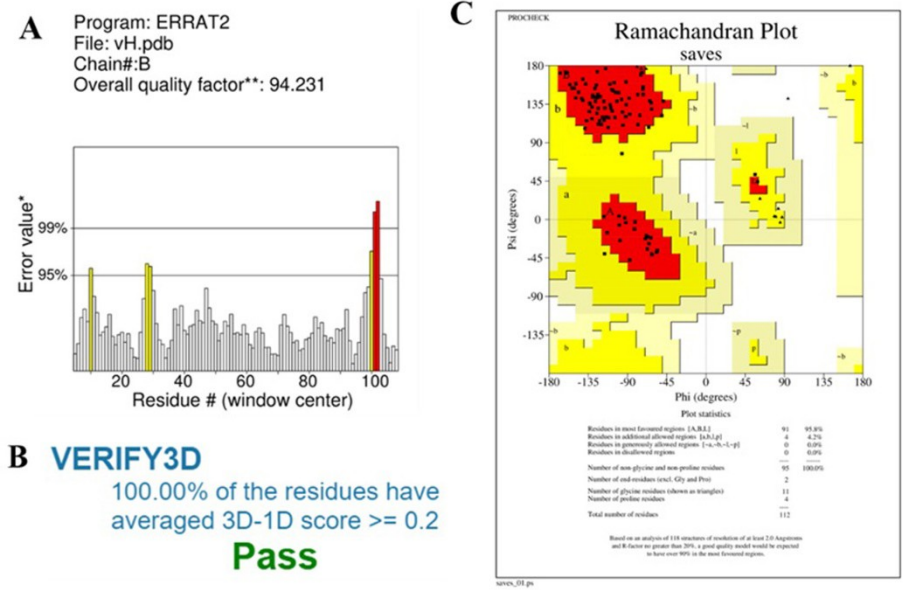 A
Program: ERRAT2
File: vH.pdb
Chain#:B
Overall quality factor**: 94.231
Error value*
99%
95%
20 40 60 80 100
Residue # (window center)
B
VERIFY3D
100.00% of the residues have
averaged 3D-1D score >= 0.2
Pass
C
PROCHECK
Ramachandran Plot
saves
Psi (degrees)
180
135
90
45
0
-45
-90
-135
-180 -135 -90 -45 0 45 90 135 180
Phi (degrees)
B
b
~b
~b
b
~l
l
a
A
~a
~b
b
~p
p
~b
Plot statistics
Residues in most favoured regions [A,B,L] 91 95.8%
Residues in additional allowed regions [a,b,l,p] 4 4.2%
Residues in generously allowed regions [~a,~b,~l,~p] 0 0.0%
Residues in disallowed regions 0 0.0%
Number of non-glycine and non-proline residues 95 100.0%
Number of end-residues (excl. Gly and Pro) 2
Number of glycine residues (shown as triangles) 11
Number of proline residues 4
Total number of residues 112
Based on an analysis of 118 structures of resolution of at least 2.0 Angstroms
and R-factor no greater than 20%, a good quality model would be expected
to have over 90% in the most favoured regions.
saves_01.ps